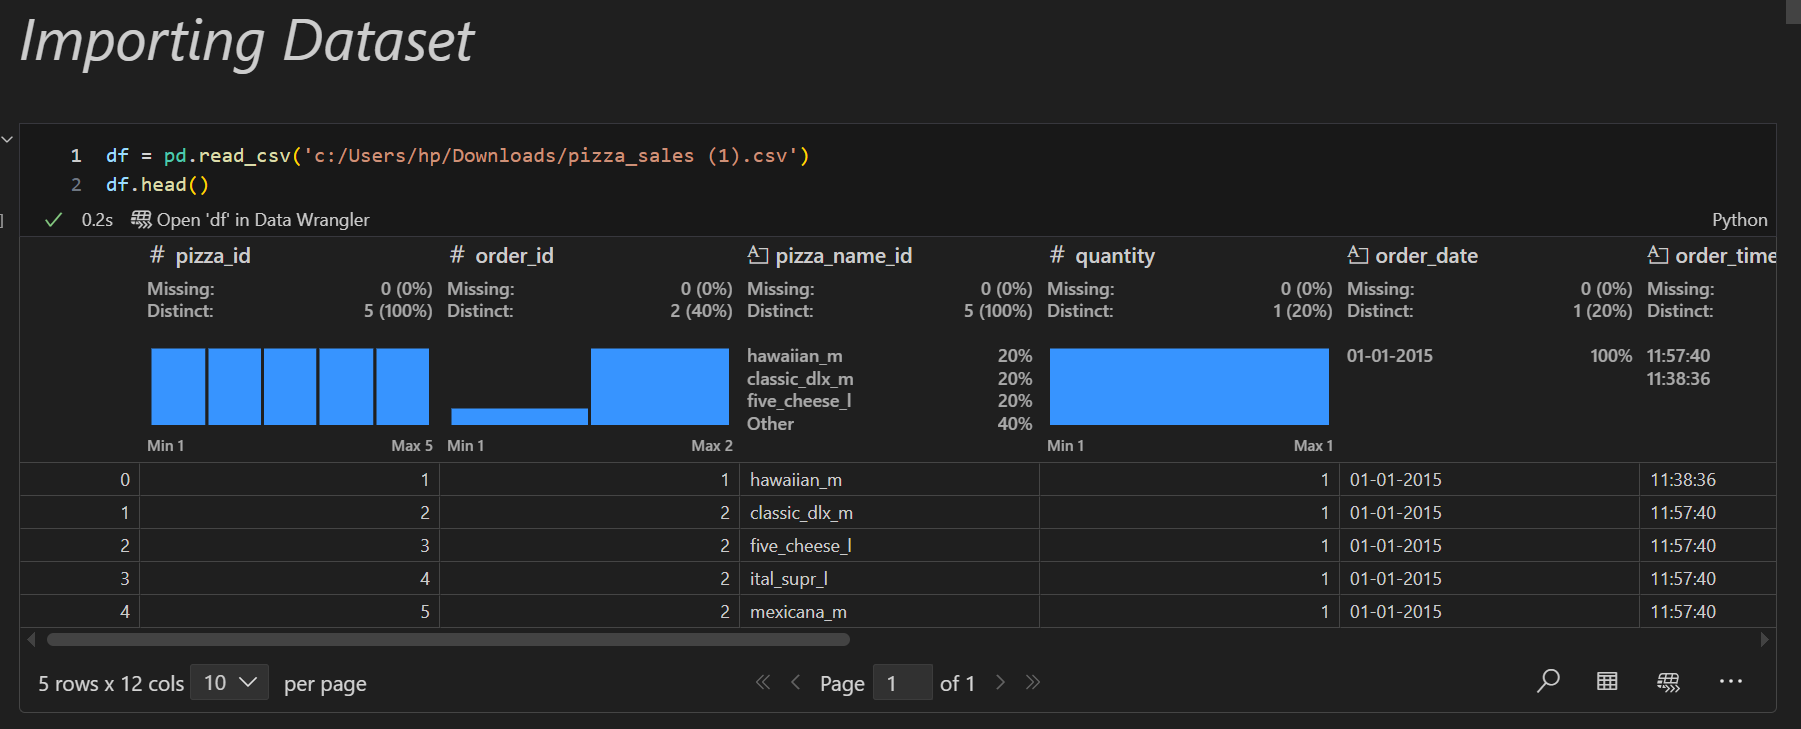 Importing Dataset
1 df = pd.read_csv('c:/Users/hp/Downloads/pizza_sales (1).csv')
2 df.head()
0.2s Open 'df' in Data Wrangler Python
# pizza_id # order_id pizza_name_id # quantity order_date order_time
Missing: 0 (0%) Missing: 0 (0%) Missing: 0 (0%) Missing: 0 (0%) Missing: 0 (0%) Missing:
Distinct: 5 (100%) Distinct: 2 (40%) Distinct: 5 (100%) Distinct: 1 (20%) Distinct: 1 (20%) Distinct:
hawaiian_m 20% 01-01-2015 100% 11:57:40
classic_dlx_m 20% 11:38:36
five_cheese_l 20%
Other 40%
Min 1 Max 5 Min 1 Max 2 Min 1 Max 1
0 1 1 hawaiian_m 1 01-01-2015 11:38:36
1 2 2 classic_dlx_m 1 01-01-2015 11:57:40
2 3 2 five_cheese_l 1 01-01-2015 11:57:40
3 4 2 ital_supr_l 1 01-01-2015 11:57:40
4 5 2 mexicana_m 1 01-01-2015 11:57:40
5 rows x 12 cols 10 per page Page 1 of 1